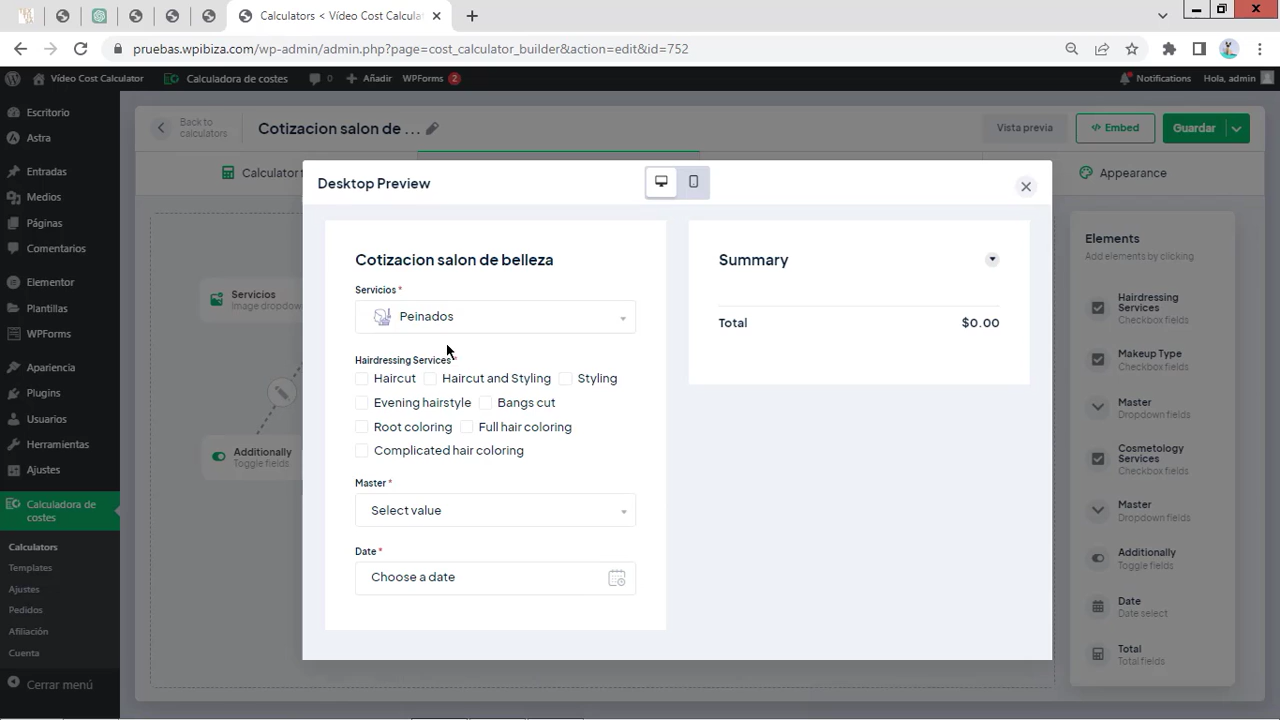 Calculators < Vídeo Cost Calcula
pruebas.wpibiza.com/wp-admin/admin.php?page=cost_calculator_builder&action=edit&id=752
Vídeo Cost Calculator
Calculadora de costes
0
Añadir
WPForms 2
Notifications
Hola, admin
Escritorio
Astra
Entradas
Medios
Páginas
Comentarios
Elementor
Plantillas
WPForms
Apariencia
Plugins
Usuarios
Herramientas
Ajustes
Calculadora de
costes
Calculators
Templates
Ajustes
Pedidos
Afiliación
Cuenta
Cerrar menú
Back to
calculators
Cotizacion salon de ...
Vista previa
Embed
Guardar
Calculator
Appearance
Servicios
Image dropdow
Additionally
Toggle fields
Desktop Preview
Cotizacion salon de belleza
Servicios *
Peinados
Hairdressing Services
Haircut
Haircut and Styling
Styling
Evening hairstyle
Bangs cut
Root coloring
Full hair coloring
Complicated hair coloring
Master *
Select value
Date *
Choose a date
Summary
Total $0.00
Elements
Add elements by clicking
Hairdressing
Services
Checkbox fields
Makeup Type
Checkbox fields
Master
Dropdown fields
Cosmetology
Services
Checkbox fields
Master
Dropdown fields
Additionally
Toggle fields
Date
Date select
Total
Total fields